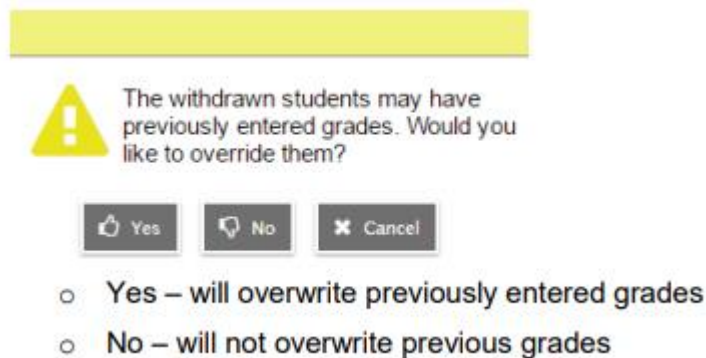 The withdrawn students may have
previously entered grades. Would you
like to override them?
Yes No Cancel
o Yes – will overwrite previously entered grades
o No – will not overwrite previous grades